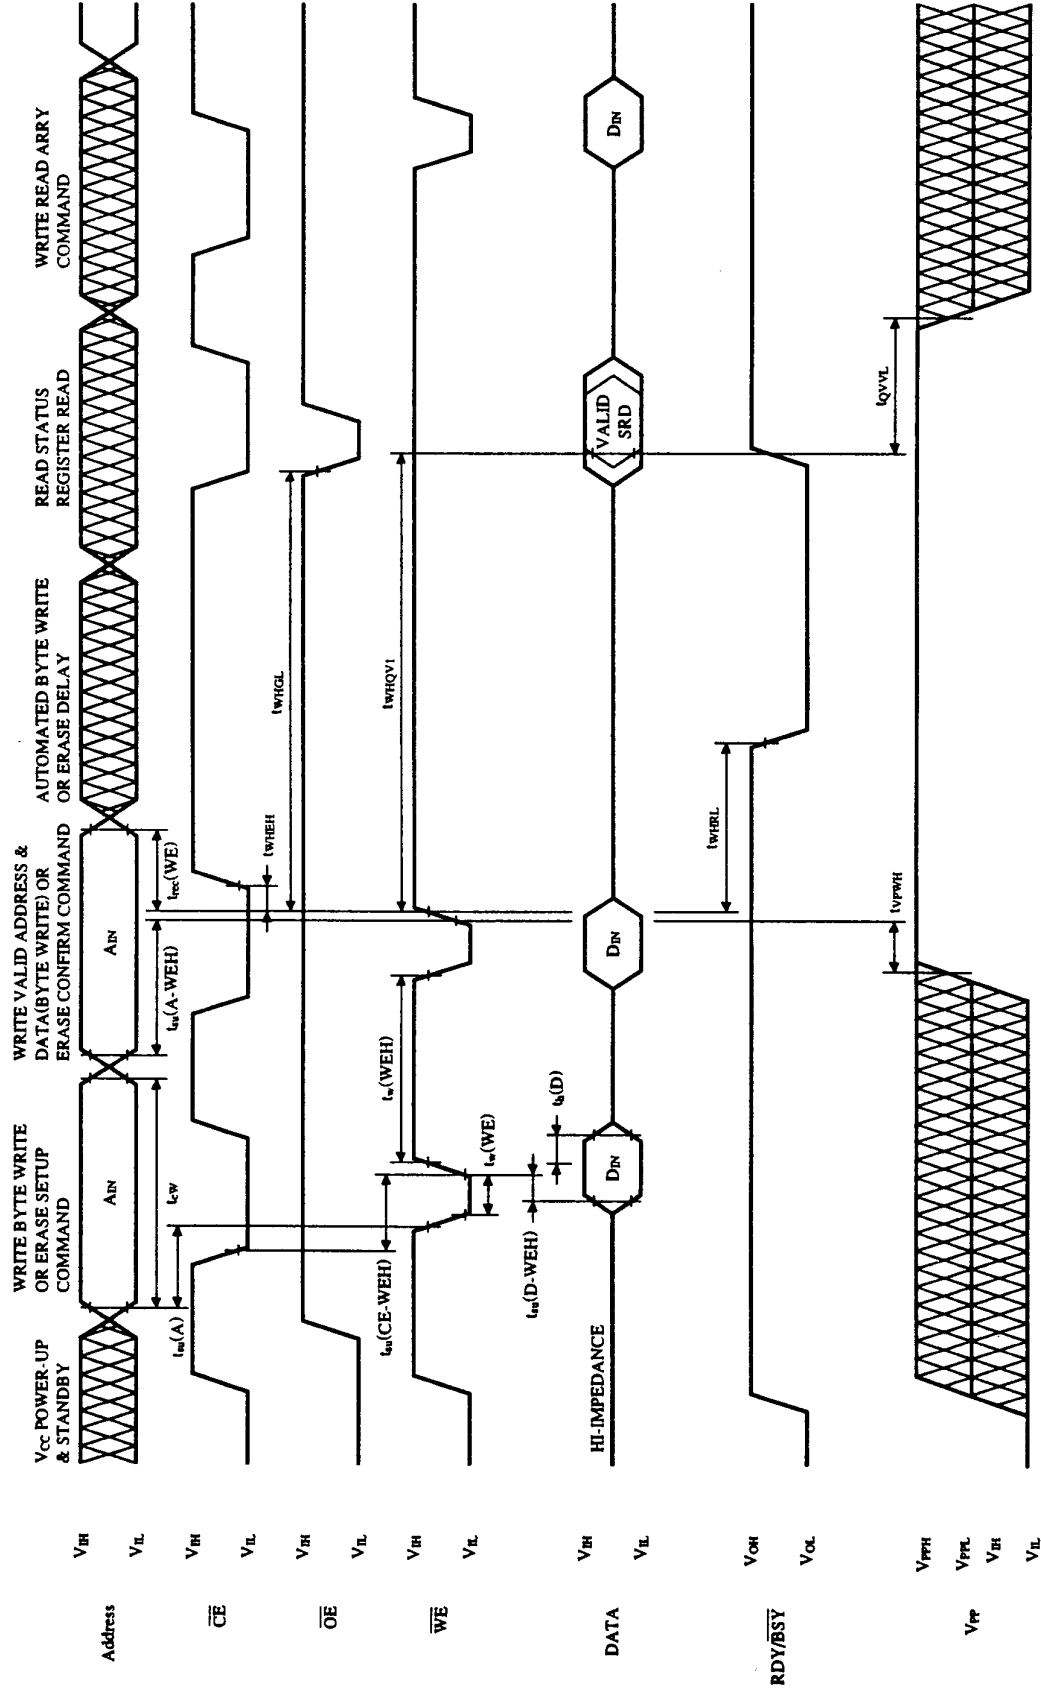 Vcc POWER-UP
& STANDBY
WRITE BYTE WRITE
OR ERASE SETUP
COMMAND
WRITE VALID ADDRESS &
DATA(BYTE WRITE) OR
ERASE CONFIRM COMMAND
AUTOMATED BYTE WRITE
OR ERASE DELAY
READ STATUS
REGISTER READ
WRITE READ ARRY
COMMAND
Address
VIH
VIL
AIN
AIN
tcw
tsu(A)
tsu(A-WEH)
trec(WE)
CE
VIH
VIL
tWHEH
OE
VIH
VIL
tWHGL
WE
VIH
VIL
tsu(CE-WEH)
tw(WE)
tw(WEH)
tWHQV1
tsu(D-WEH)
th(D)
DATA
VIH
VIL
HI-IMPEDANCE
DIN
DIN
VALID
SRD
DIN
RDY/BSY
VOH
VOL
tWHRL
VPP
VPPH
VPPL
VIH
VIL
tVPWH
tQVVL